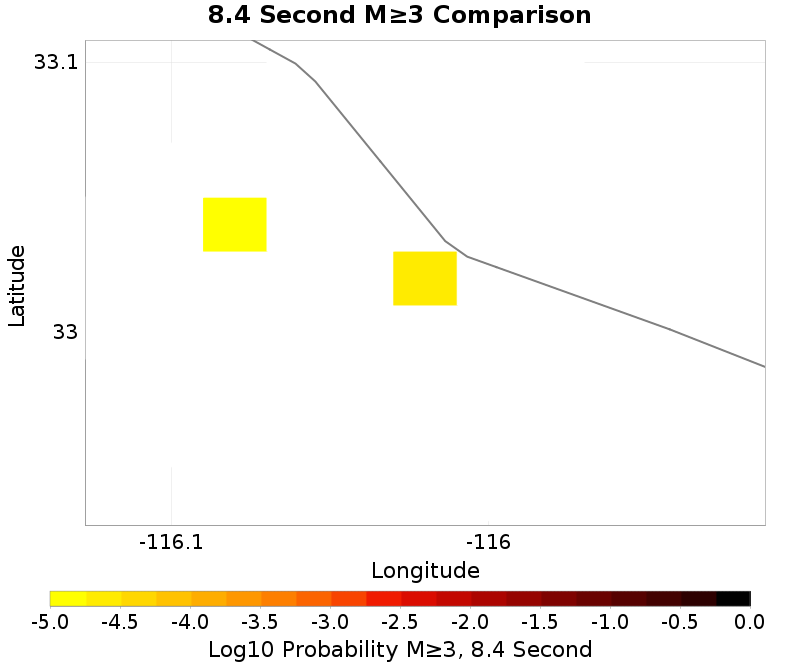 8.4 Second M≥3 Comparison
33.1
33
Latitude
-116.1 -116
Longitude
-5.0 -4.5 -4.0 -3.5 -3.0 -2.5 -2.0 -1.5 -1.0 -0.5 0.0
Log10 Probability M≥3, 8.4 Second